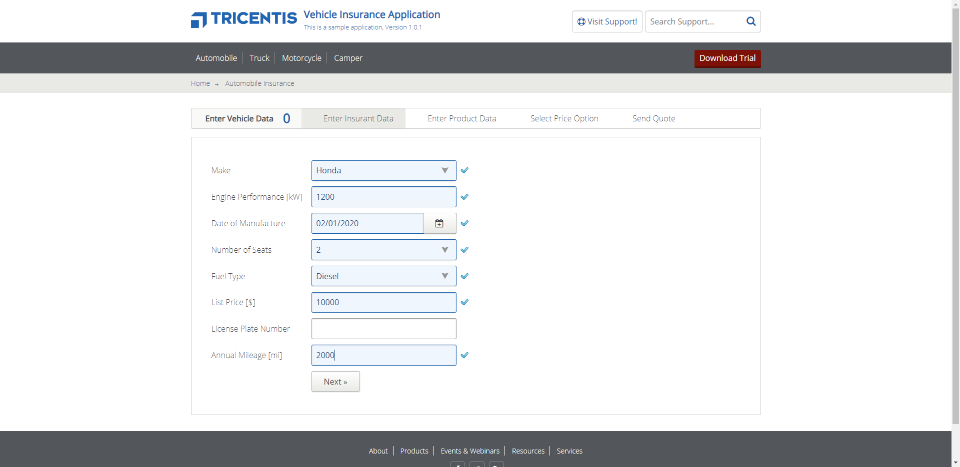 TRICENTIS Vehicle Insurance Application
This is a sample application. Version 1.0.1
Visit Support! Search Support...
Automobile Truck Motorcycle Camper Download Trial
Home → Automobile Insurance
Enter Vehicle Data 0 Enter Insurant Data Enter Product Data Select Price Option Send Quote
Make Honda
Engine Performance [kW] 1200
Date of Manufacture 02/01/2020
Number of Seats 2
Fuel Type Diesel
List Price [$] 10000
License Plate Number
Annual Mileage [mi] 2000
Next »
About Products Events & Webinars Resources Services